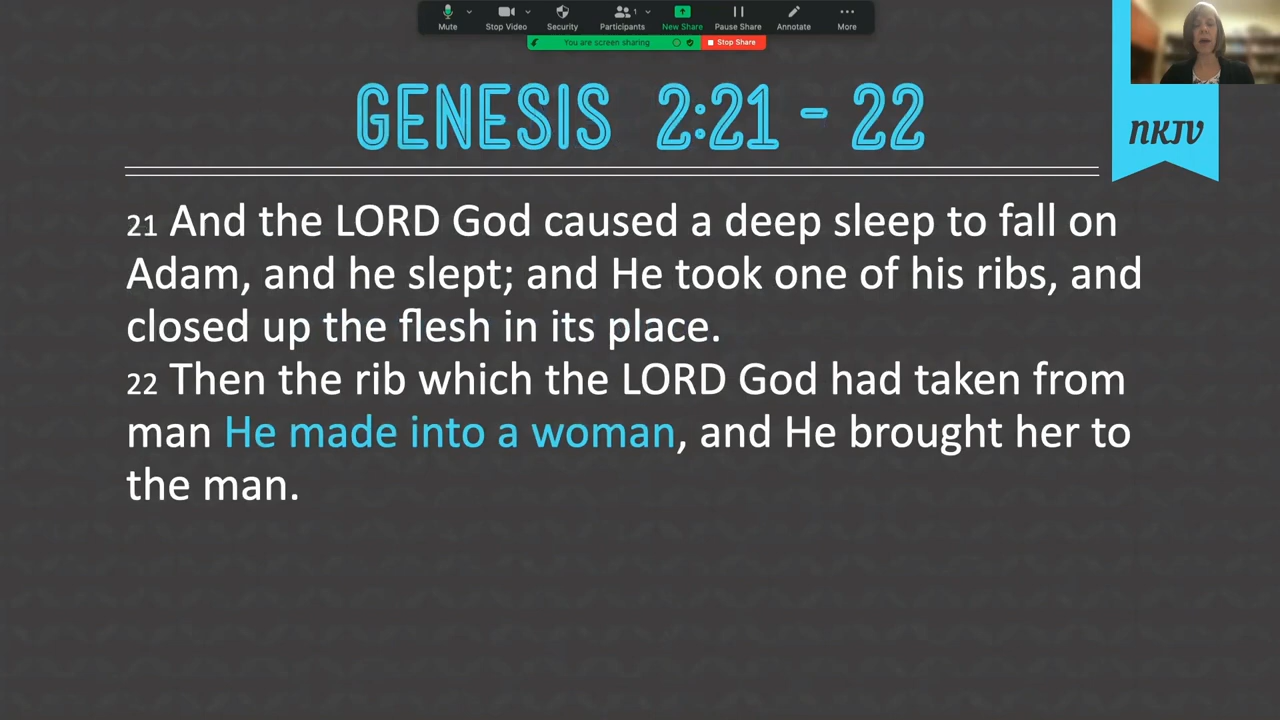 Mute
Stop Video
Security
Participants
1
New Share
Pause Share
Annotate
More
You are screen sharing
Stop Share
GENESIS 2:21 - 22
NKJV
21 And the LORD God caused a deep sleep to fall on
Adam, and he slept; and He took one of his ribs, and
closed up the flesh in its place.
22 Then the rib which the LORD God had taken from
man He made into a woman, and He brought her to
the man.